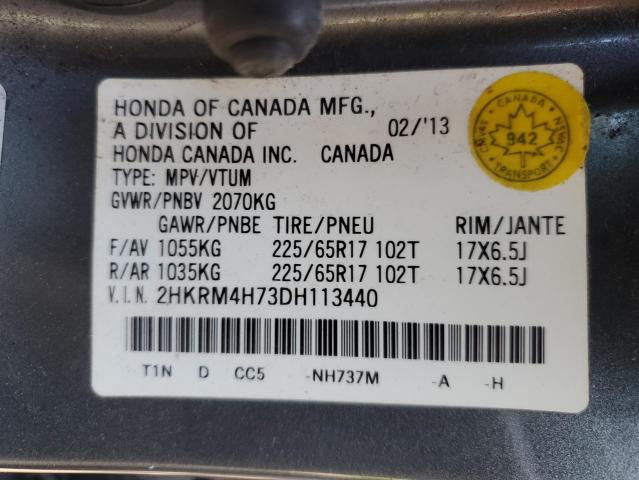 HONDA OF CANADA MFG.,
A DIVISION OF 02/'13
HONDA CANADA INC. CANADA
TYPE: MPV/VTUM
GVWR/PNBV 2070KG
GAWR/PNBE TIRE/PNEU RIM/JANTE
F/AV 1055KG 225/65R17 102T 17X6.5J
R/AR 1035KG 225/65R17 102T 17X6.5J
V.I.N. 2HKRM4H73DH113440
T1N D CC5 -NH737M -A -H
CANADA
CMVSS 942 NSVAC
TRANSPORT